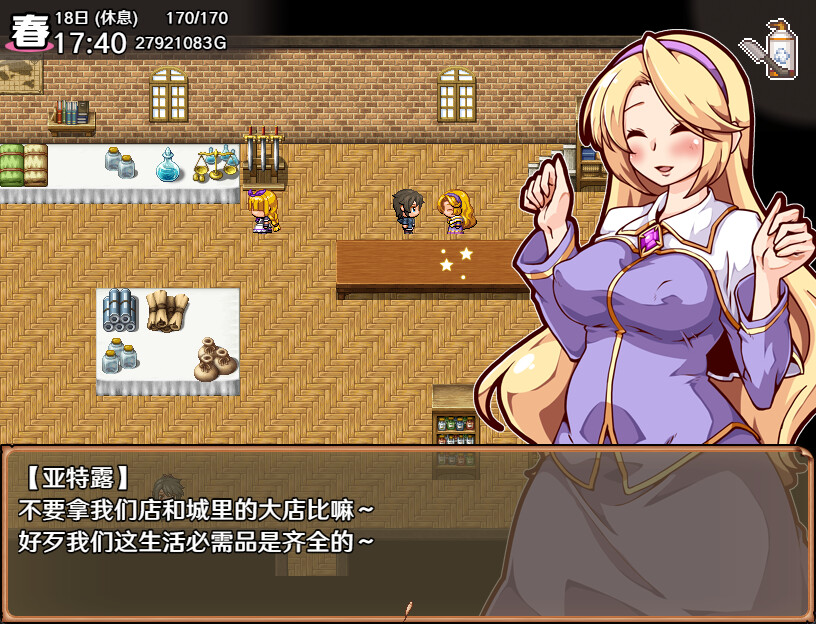 春
18日 (休息) 170/170
17:40 27921083G
【亚特露】
不要拿我们店和城里的大店比嘛～
好歹我们这生活必需品是齐全的～